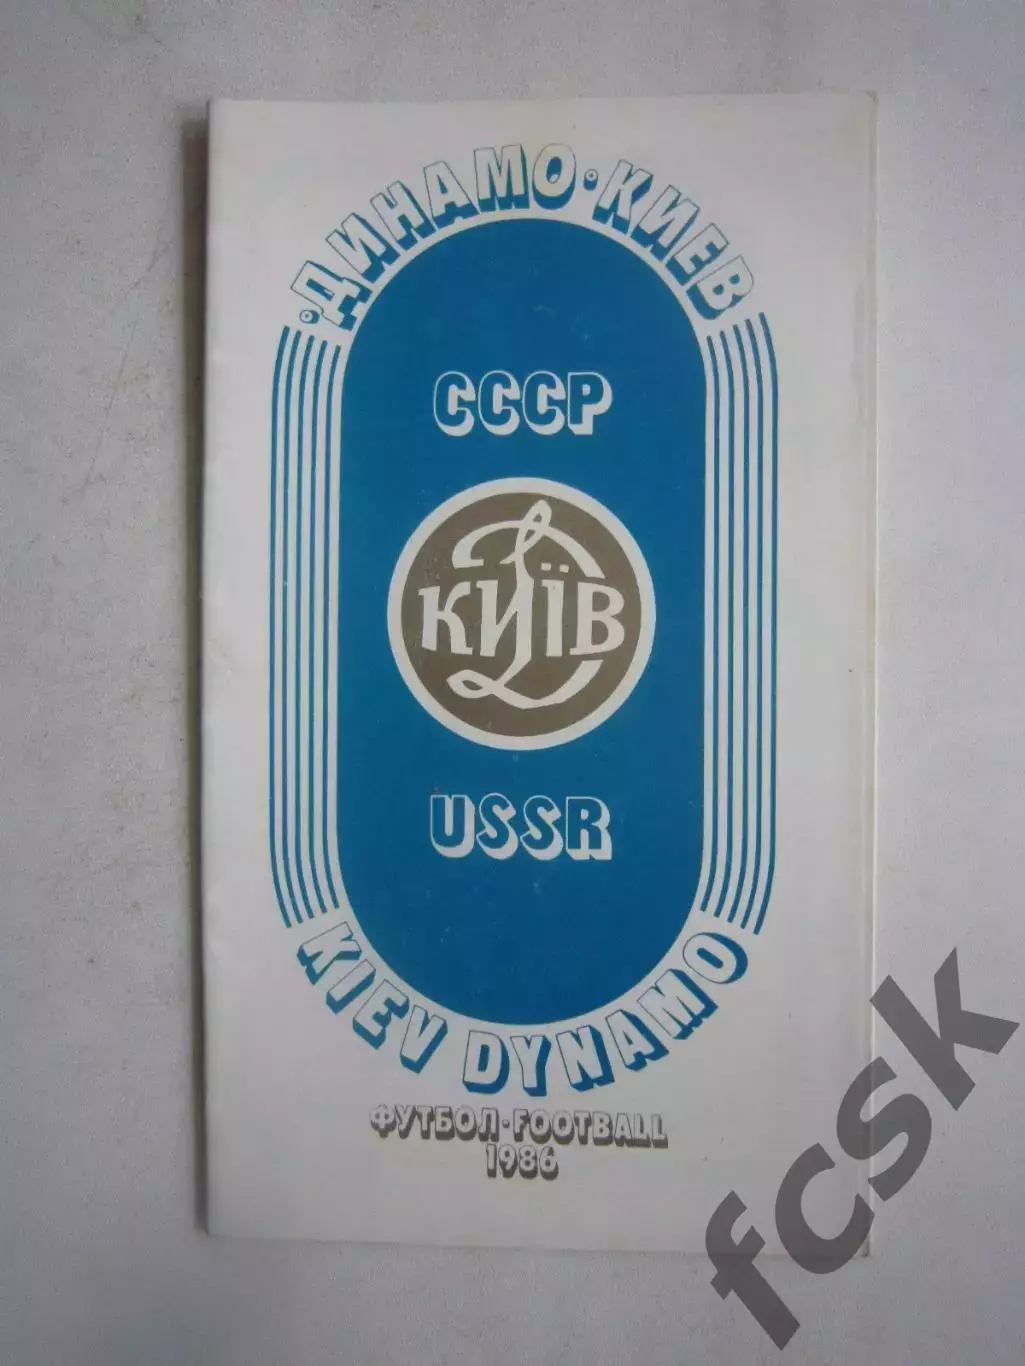 ·ДИНАМО·КИЕВ
СССР
Д
КИЇВ
USSR
KIEV DYNAMO
ФУТБОЛ·FOOTBALL
1986
fcsk